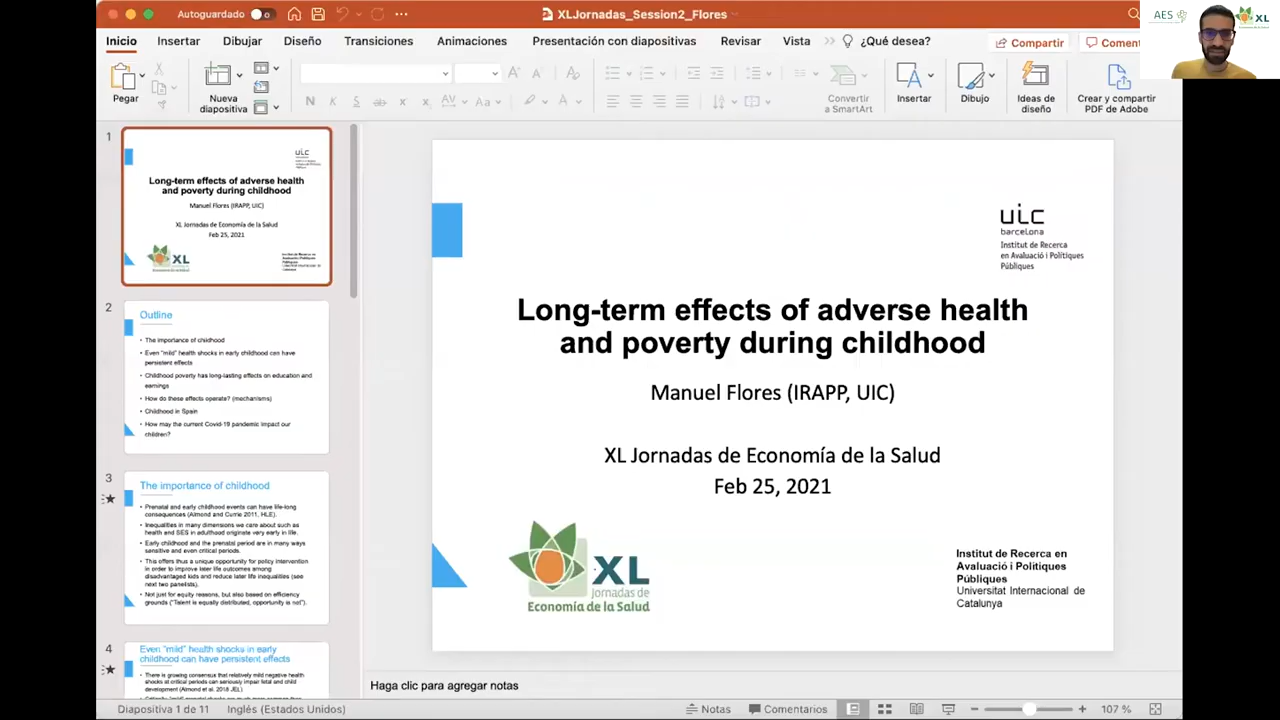 Autoguardado
XLJornadas_Session2_Flores
AES
XL
Inicio
Insertar
Dibujar
Diseño
Transiciones
Animaciones
Presentación con diapositivas
Revisar
Vista
¿Qué desea?
Compartir
Coment
Pegar
Nueva
diapositiva
Convertir
a SmartArt
Insertar
Dibujo
Ideas de
diseño
Crear y compartir
PDF de Adobe
1
uic
Long-term effects of adverse health
and poverty during childhood
Manuel Flores (IRAPP, UIC)
XL Jornadas de Economía de la Salud
Feb 25, 2021
XL
2
Outline
• The importance of childhood
• Even "mild" health shocks in early childhood can have
persistent effects
• Childhood poverty has long-lasting effects on education and
earnings
• How do these effects operate? (mechanisms)
• Childhood in Spain
• How may the current Covid-19 pandemic impact our
children?
3
The importance of childhood
• Prenatal and early childhood events can have life-long
consequences (Almond and Currie 2011, HLE).
• Inequalities in many dimensions we care about such as
health and SES in adulthood originate very early in life.
• Early childhood and the prenatal period are in many ways
sensitive and even critical periods.
• This offers thus a unique opportunity for policy intervention
in order to improve later life outcomes among
disadvantaged kids and reduce later life inequalities (see
next two panelists).
• Not just for equity reasons, but also based on efficiency
grounds ("Talent is equally distributed, opportunity is not").
4
Even "mild" health shocks in early
childhood can have persistent effects
• There is growing consensus that relatively mild negative health
shocks at critical periods can seriously impair fetal and child
development (Almond et al. 2018 JEL)
uic
barcelona
Institut de Recerca
en Avaluació i Polítiques
Públiques
Long-term effects of adverse health
and poverty during childhood
Manuel Flores (IRAPP, UIC)
XL Jornadas de Economía de la Salud
Feb 25, 2021
XL
jornadas de
Economía de la Salud
Institut de Recerca en
Avaluació i Politiques
Públiques
Universitat Internacional de
Catalunya
Haga clic para agregar notas
Diapositiva 1 de 11
Inglés (Estados Unidos)
Notas
Comentarios
107 %